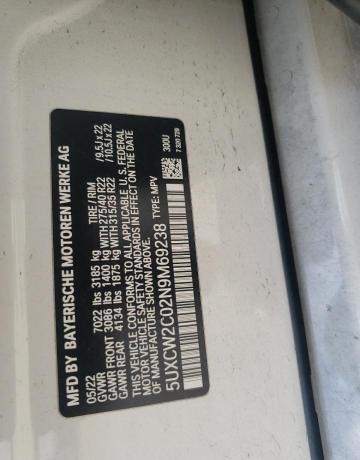 MFD BY BAYERISCHE MOTOREN WERKE AG
05/22 TIRE / RIM
GVWR 7022 lbs 3185 kg
GAWR FRONT 3086 lbs 1400 kg WITH 275/40 R22 /9.5J x 22
GAWR REAR 4134 lbs 1875 kg WITH 315/35 R22 /10.5J x 22
THIS VEHICLE CONFORMS TO ALL APPLICABLE U. S. FEDERAL
MOTOR VEHICLE SAFETY STANDARDS IN EFFECT ON THE DATE
OF MANUFACTURE SHOWN ABOVE.
5UXCW2C02N9M69238 TYPE: MPV
300U